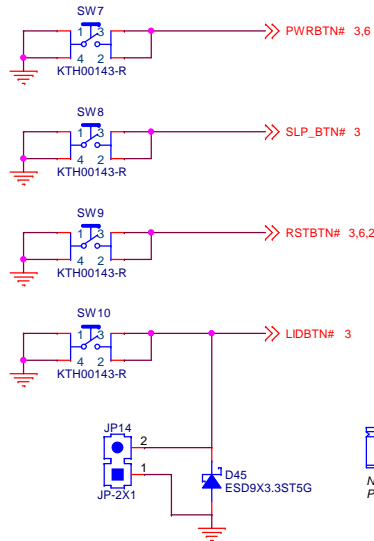 SW7
1 3 PWRBTN# 3,6
4 2
KTH00143-R
SW8
1 3 SLP_BTN# 3
4 2
KTH00143-R
SW9
1 3 RSTBTN# 3,6,2
4 2
KTH00143-R
SW10
1 3 LIDBTN# 3
4 2
KTH00143-R
JP14
2
1
JP-2X1
D45
ESD9X3.3ST5G
N
P